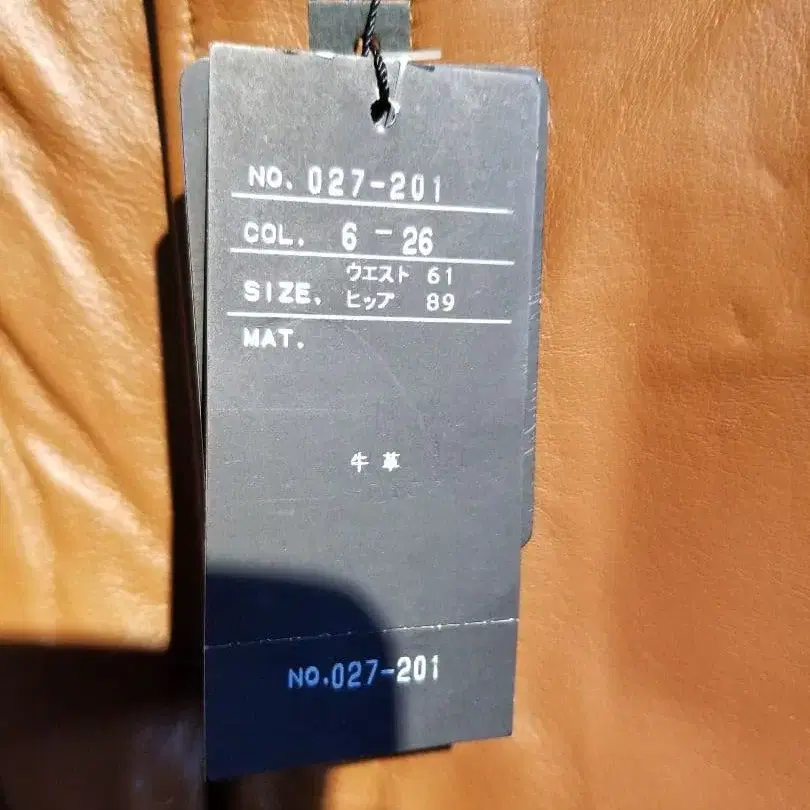 NO. 027-201
COL. 6 - 26
SIZE. ウエスト 61
ヒップ 89
MAT.
牛革
NO.027-201